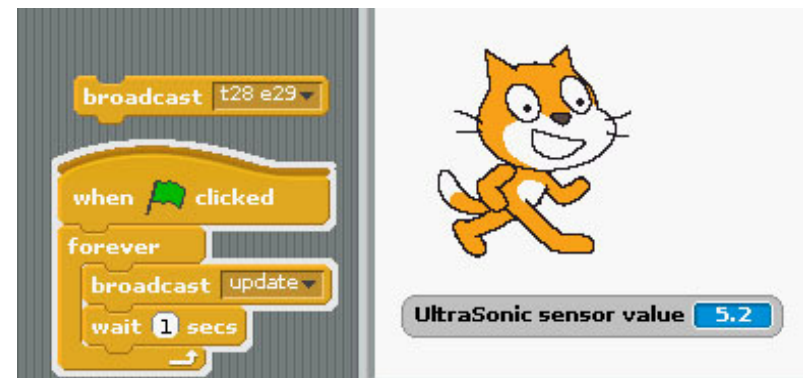 broadcast t28 e29
when clicked
forever
broadcast update
wait 1 secs
UltraSonic sensor value 5.2